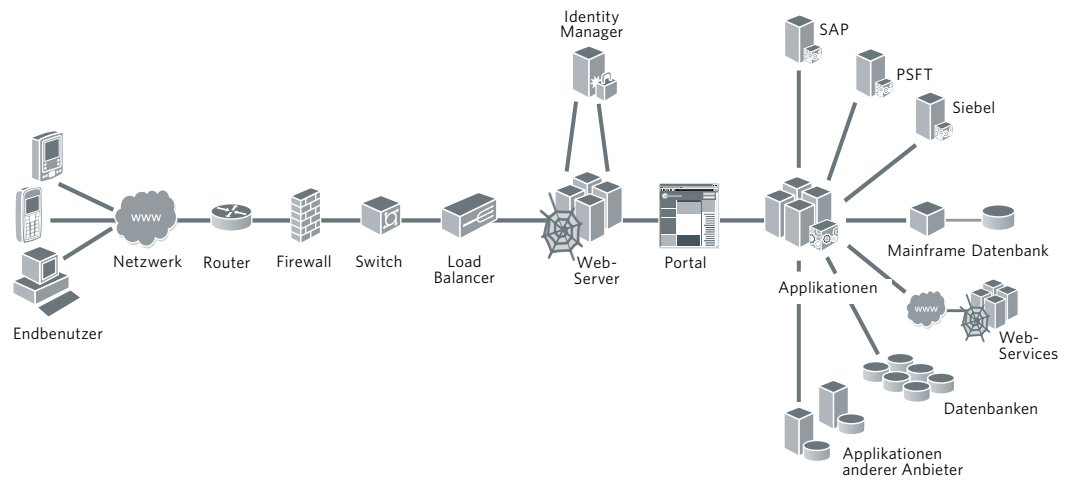 Identity
Manager
SAP
PSFT
Siebel
www
Netzwerk
Router
Firewall
Switch
Load
Balancer
Web-
Server
Portal
Applikationen
Mainframe
Datenbank
Endbenutzer
www
Web-
Services
Datenbanken
Applikationen
anderer Anbieter